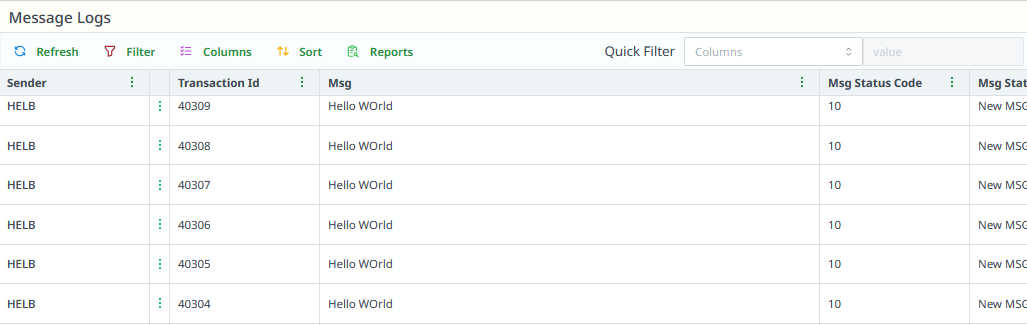 Message Logs
Refresh Filter Columns Sort Reports Quick Filter Columns value
Sender Transaction Id Msg Msg Status Code Msg Stat
HELB 40309 Hello WOrld 10 New MSG
HELB 40308 Hello WOrld 10 New MSG
HELB 40307 Hello WOrld 10 New MSG
HELB 40306 Hello WOrld 10 New MSG
HELB 40305 Hello WOrld 10 New MSG
HELB 40304 Hello WOrld 10 New MSG